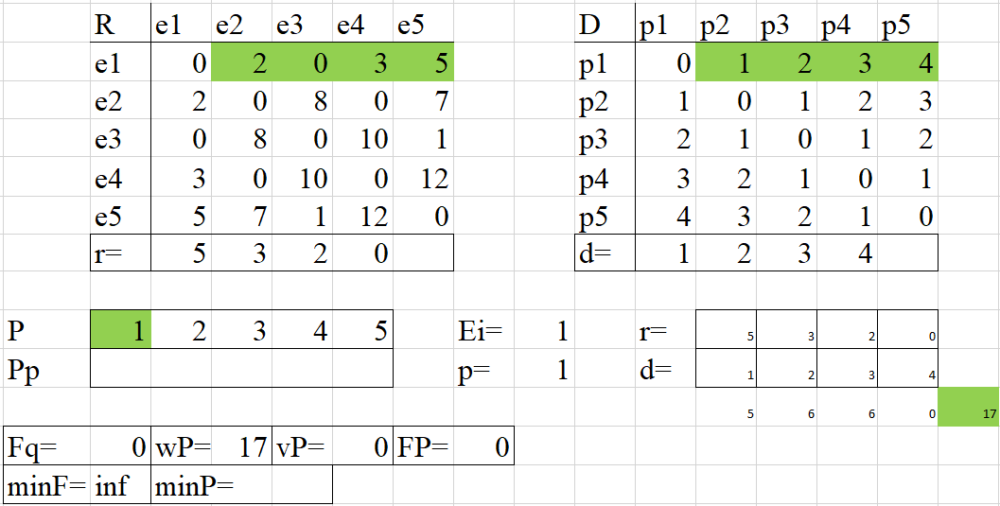 R e1 e2 e3 e4 e5 D p1 p2 p3 p4 p5
e1 0 2 0 3 5 p1 0 1 2 3 4
e2 2 0 8 0 7 p2 1 0 1 2 3
e3 0 8 0 10 1 p3 2 1 0 1 2
e4 3 0 10 0 12 p4 3 2 1 0 1
e5 5 7 1 12 0 p5 4 3 2 1 0
r= 5 3 2 0 d= 1 2 3 4
P 1 2 3 4 5 Ei= 1 r= 5 3 2 0
Pp p= 1 d= 1 2 3 4
5 6 6 0 17
Fq= 0 wP= 17 vP= 0 FP= 0
minF= inf minP=